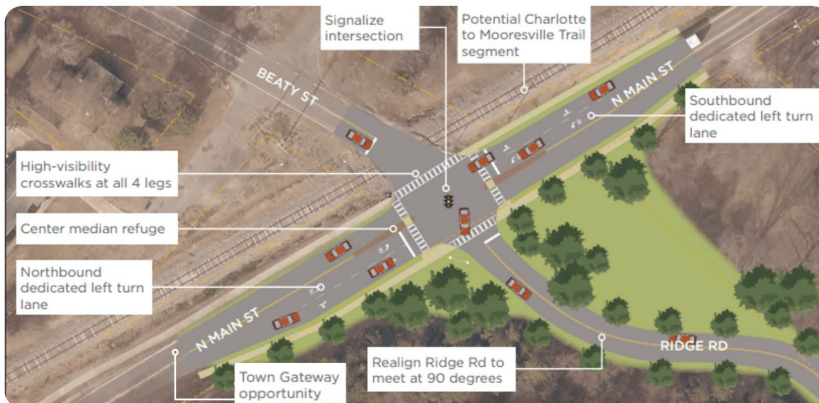 Signalize
intersection
Potential Charlotte
to Mooresville Trail
segment
BEATY ST
N MAIN ST
Southbound
dedicated left turn
lane
High-visibility
crosswalks at all 4 legs
Center median refuge
Northbound
dedicated left turn
lane
N MAIN ST
Town Gateway
opportunity
Realign Ridge Rd to
meet at 90 degrees
RIDGE RD